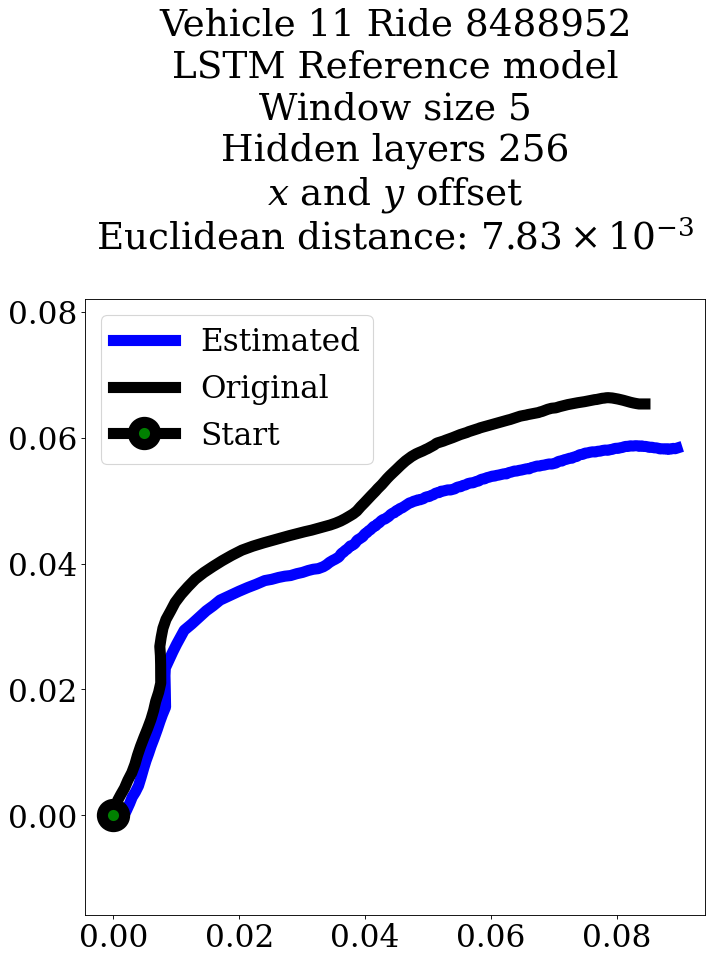 Vehicle 11 Ride 8488952
LSTM Reference model
Window size 5
Hidden layers 256
x and y offset
Euclidean distance: 7.83 × 10⁻³
0.08
0.06
0.04
0.02
0.00
Estimated
Original
Start
0.00 0.02 0.04 0.06 0.08